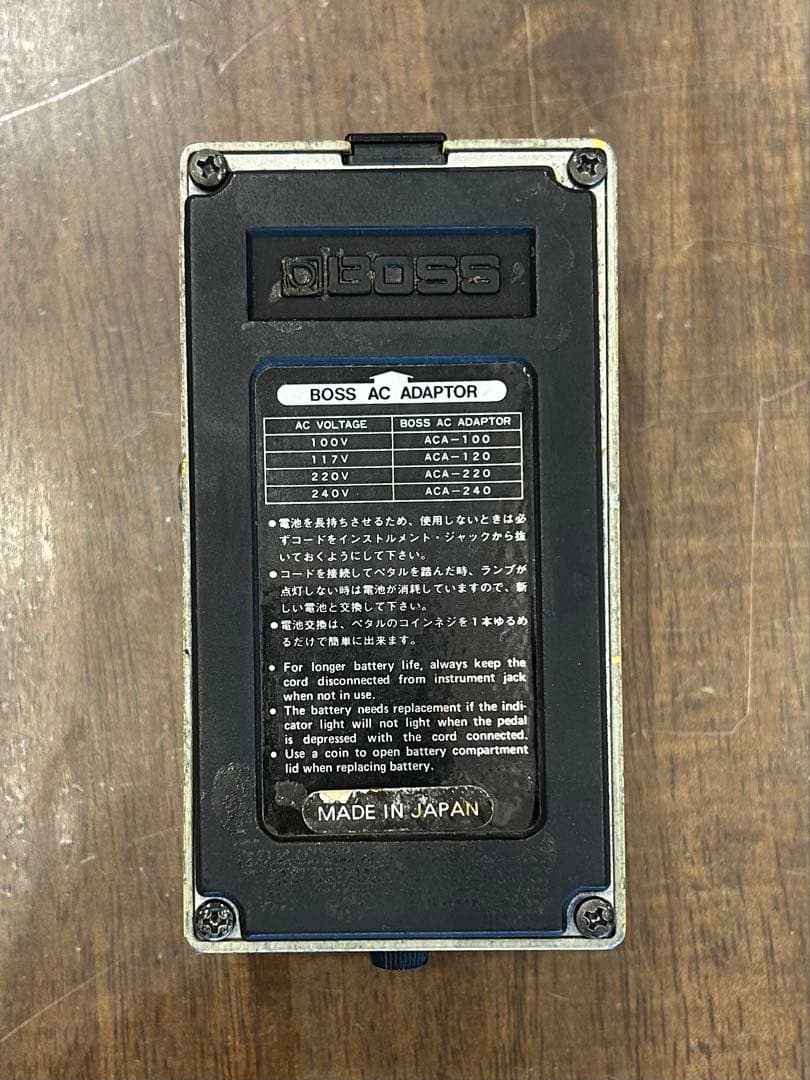 BOSS
BOSS AC ADAPTOR
AC VOLTAGE BOSS AC ADAPTOR
100V ACA-100
117V ACA-120
220V ACA-220
240V ACA-240
●電池を長持ちさせるため、使用しないときは必
ずコードをインストルメント・ジャックから抜
いておくようにして下さい。
●コードを接続してペタルを踏んだ時、ランプが
点灯しない時は電池が消耗していますので、新
しい電池と交換して下さい。
●電池交換は、ペタルのコインネジを1本ゆるめ
るだけで簡単に出来ます。
● For longer battery life, always keep the
cord disconnected from instrument jack
when not in use.
● The battery needs replacement if the indi-
cator light will not light when the pedal
is depressed with the cord connected.
● Use a coin to open battery compartment
lid when replacing battery.
MADE IN JAPAN